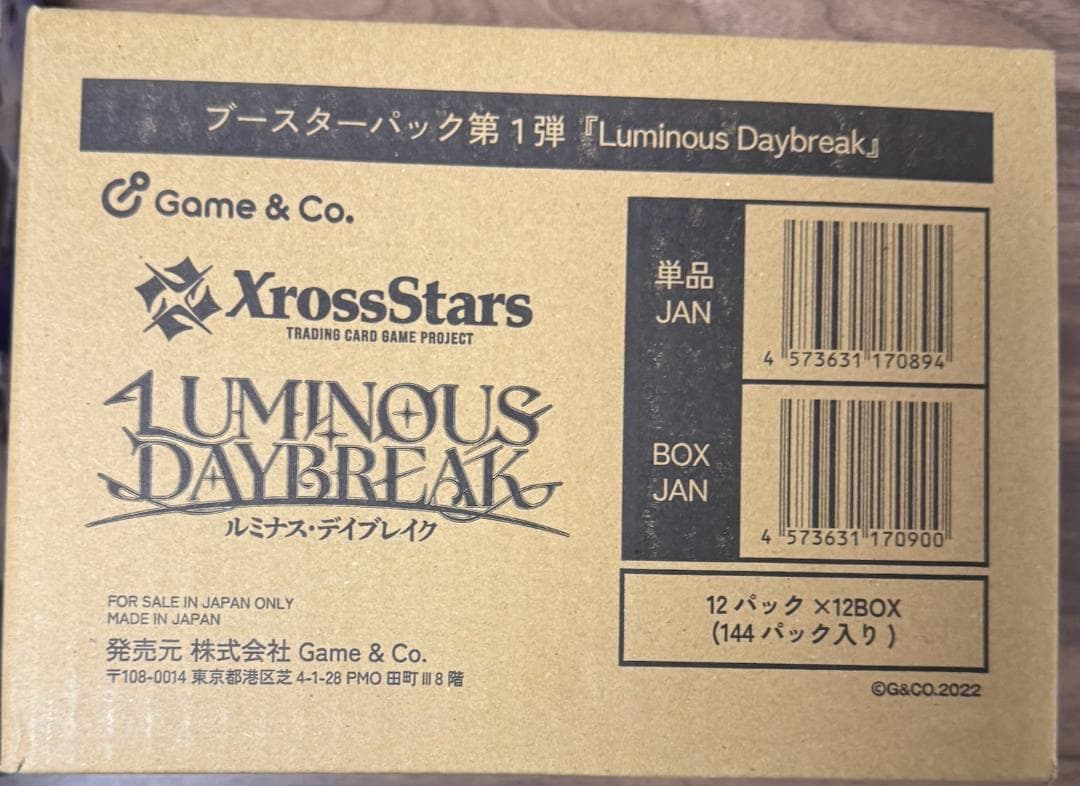 ブースターパック第1弾『Luminous Daybreak』
Game & Co.
XrossStars
TRADING CARD GAME PROJECT
LUMINOUS
DAYBREAK
ルミナス・デイブレイク
単品
JAN
4 573631 170894
BOX
JAN
4 573631 170900
12 パック ×12BOX
(144 パック入り )
FOR SALE IN JAPAN ONLY
MADE IN JAPAN
発売元 株式会社 Game & Co.
〒108-0014 東京都港区芝 4-1-28 PMO 田町Ⅲ 8 階
©G&CO.2022